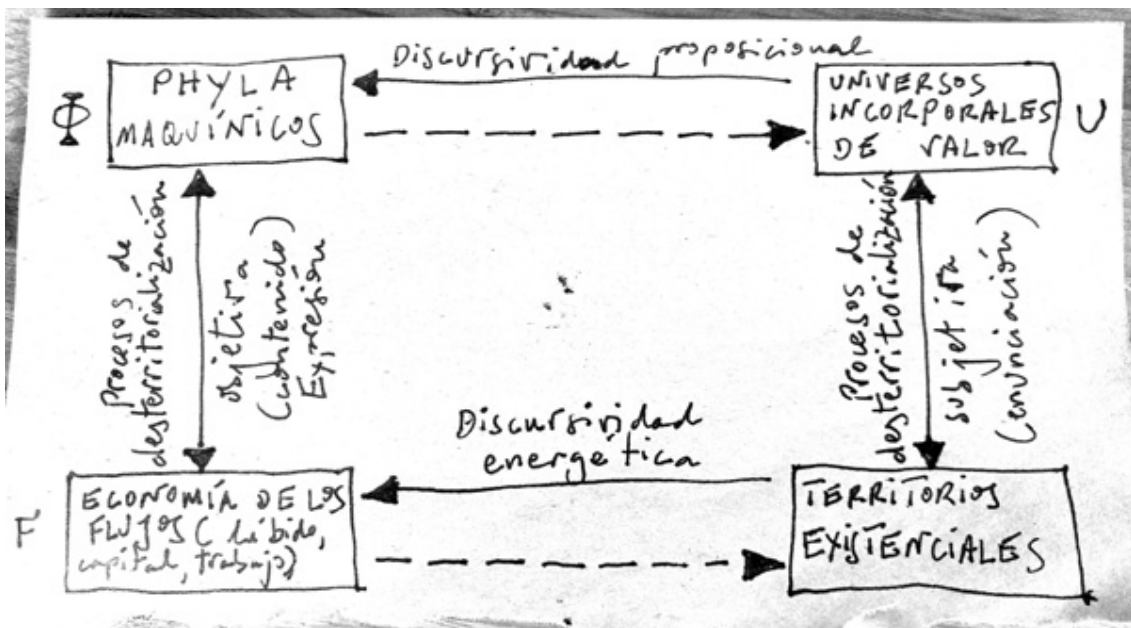 Discursividad proposicional
Φ
PHYLA
MAQUÍNICOS
UNIVERSOS
INCORPORALES
DE VALOR
U
Procesos de
desterritorialización
objetiva
(contenido)
Expresión
Procesos de
desterritorialización
subjetiva
(enunciación)
Discursividad
energética
F
ECONOMÍA DE LOS
FLUJOS (Libido,
capital, trabajo)
TERRITORIOS
EXISTENCIALES